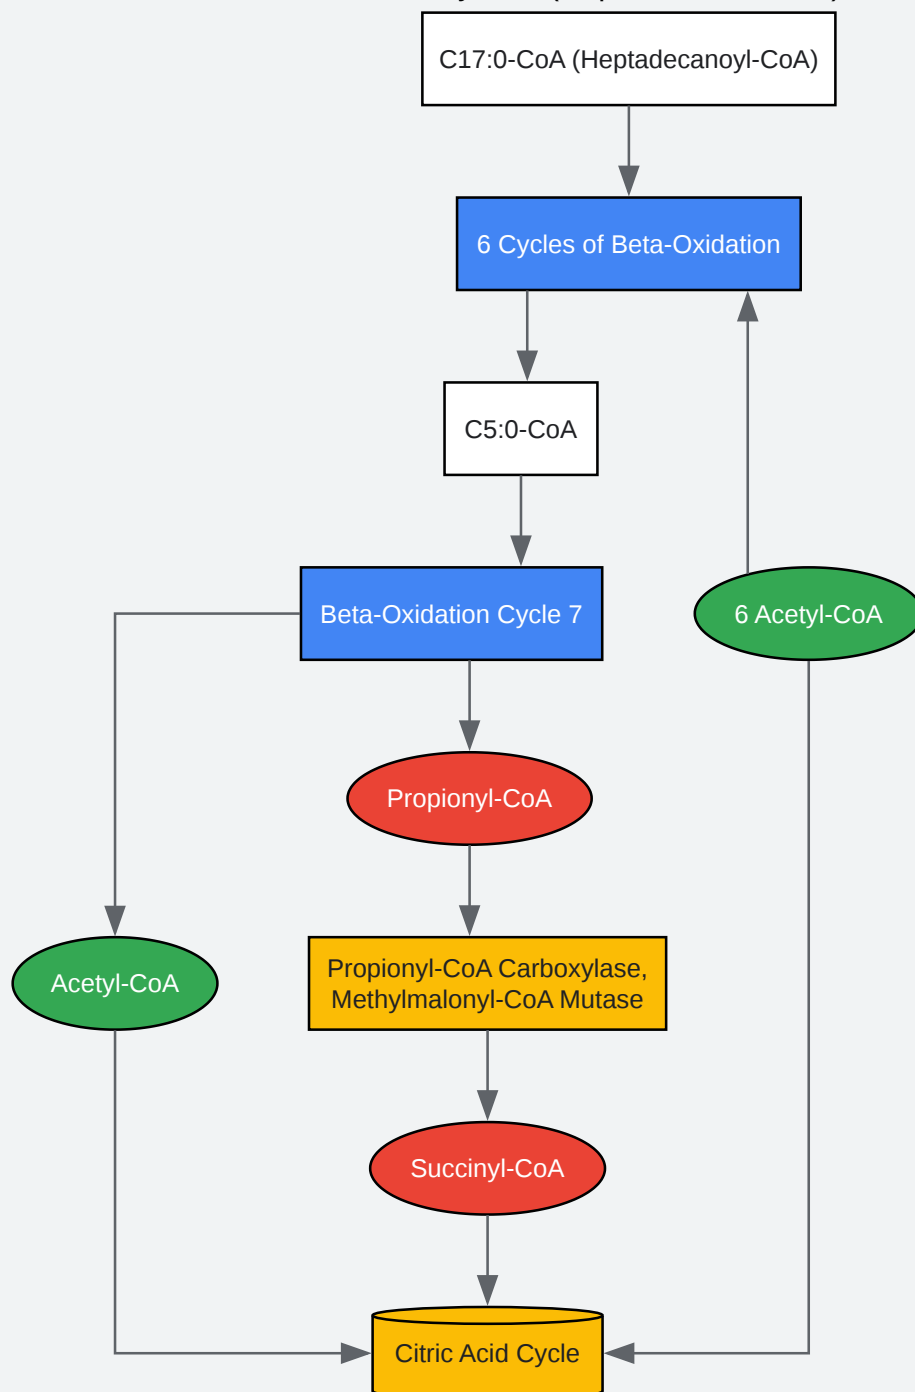 C17:0-CoA (Heptadecanoyl-CoA)
6 Cycles of Beta-Oxidation
C5:0-CoA
Beta-Oxidation Cycle 7
6 Acetyl-CoA
Propionyl-CoA
Acetyl-CoA
Propionyl-CoA Carboxylase,
Methylmalonyl-CoA Mutase
Succinyl-CoA
Citric Acid Cycle